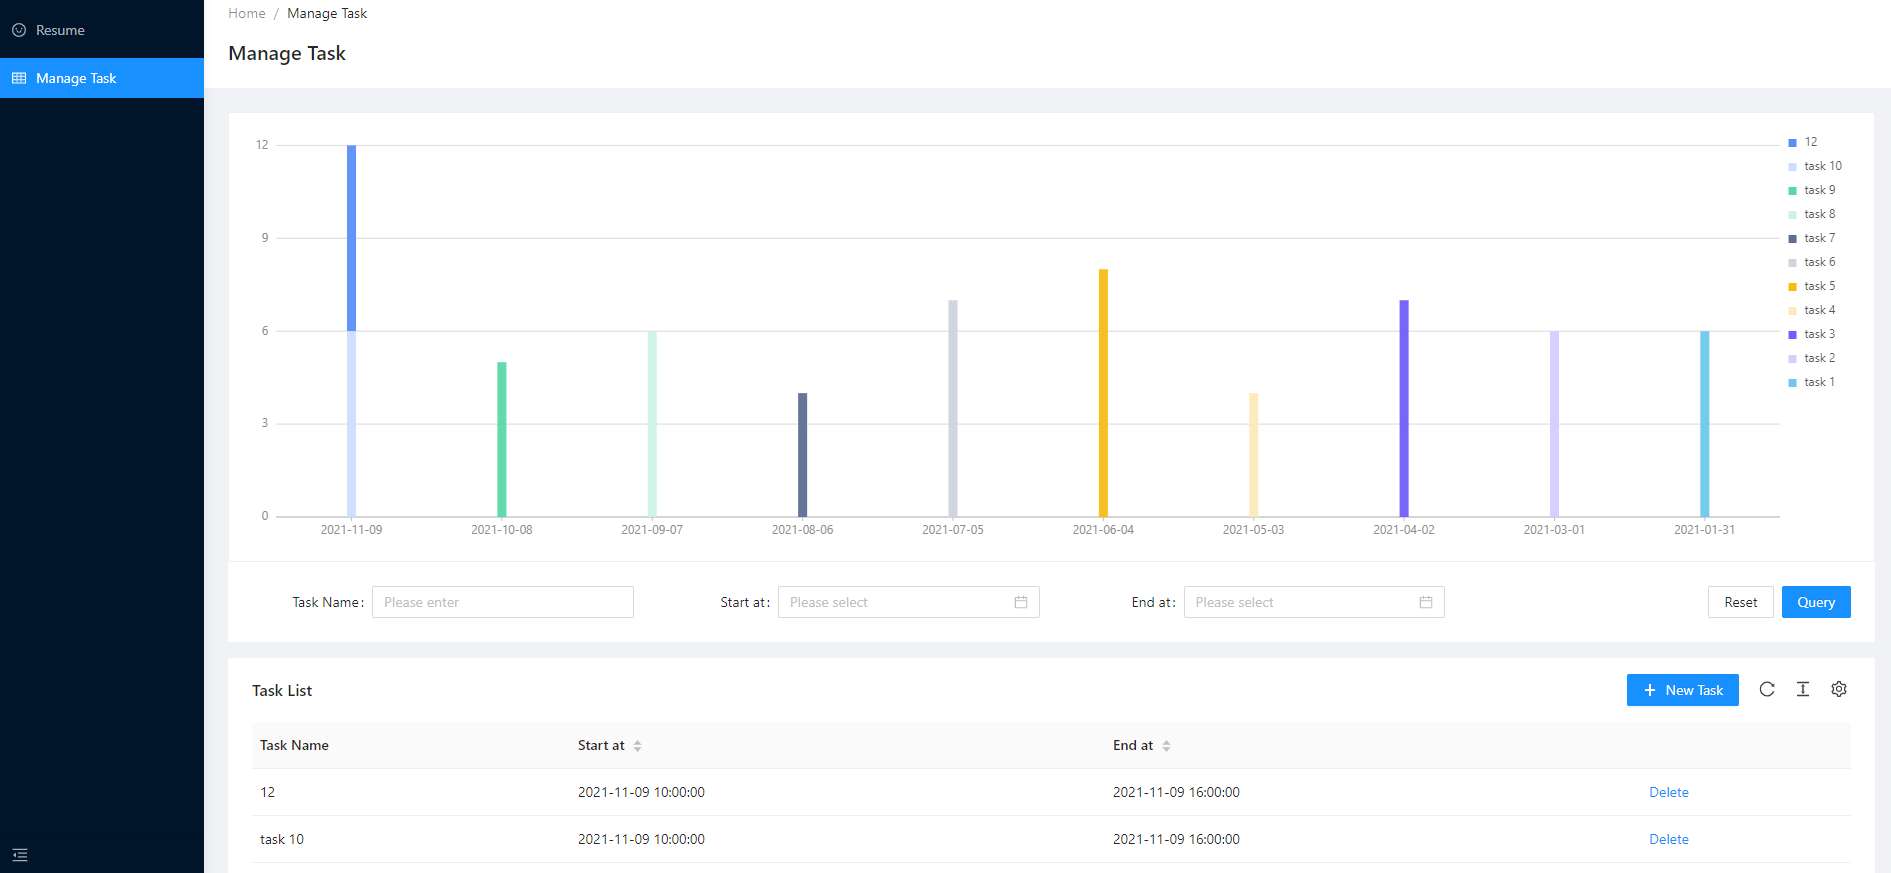 Resume
Manage Task
Home / Manage Task
Manage Task
12
9
6
3
0
2021-11-09 2021-10-08 2021-09-07 2021-08-06 2021-07-05 2021-06-04 2021-05-03 2021-04-02 2021-03-01 2021-01-31
12
task 10
task 9
task 8
task 7
task 6
task 5
task 4
task 3
task 2
task 1
Task Name: Please enter Start at: Please select End at: Please select Reset Query
Task List + New Task
Task Name Start at End at
12 2021-11-09 10:00:00 2021-11-09 16:00:00 Delete
task 10 2021-11-09 10:00:00 2021-11-09 16:00:00 Delete